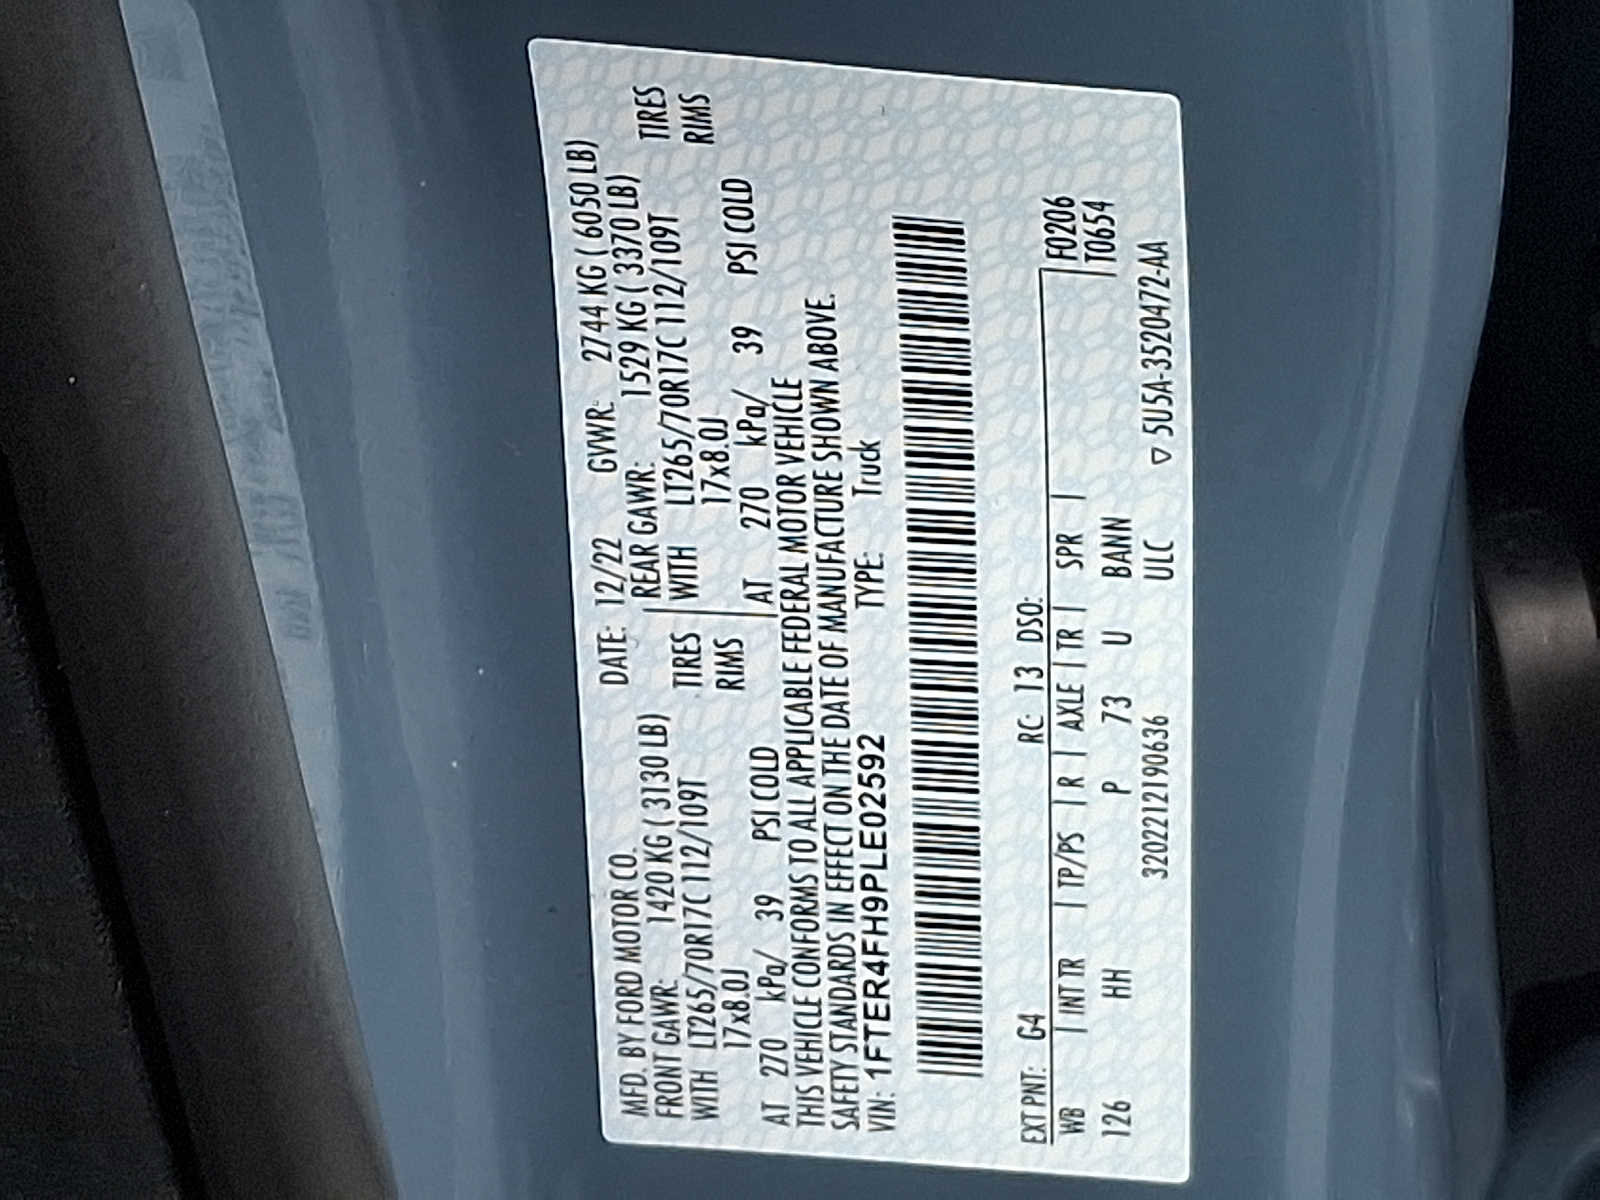 MFD. BY FORD MOTOR CO. DATE: 12/22 GVWR: 2744 KG ( 6050 LB)
FRONT GAWR: 1420 KG ( 3130 LB) REAR GAWR: 1529 KG ( 3370 LB)
WITH LT265/70R17C 112/109T TIRES WITH LT265/70R17C 112/109T TIRES
17x8.0J RIMS 17x8.0J RIMS
AT 270 kPa/ 39 PSI COLD AT 270 kPa/ 39 PSI COLD
THIS VEHICLE CONFORMS TO ALL APPLICABLE FEDERAL MOTOR VEHICLE
SAFETY STANDARDS IN EFFECT ON THE DATE OF MANUFACTURE SHOWN ABOVE.
VIN: 1FTER4FH9PLE02592 TYPE: Truck
EXT PNT: G4 RC: 13 DSO: F0206
WB | INT TR | TP/PS | R | AXLE | TR | SPR | T0654
126 HH P 73 U BANN
320221219 0636 ULC ▽ 5U5A-3520472-AA